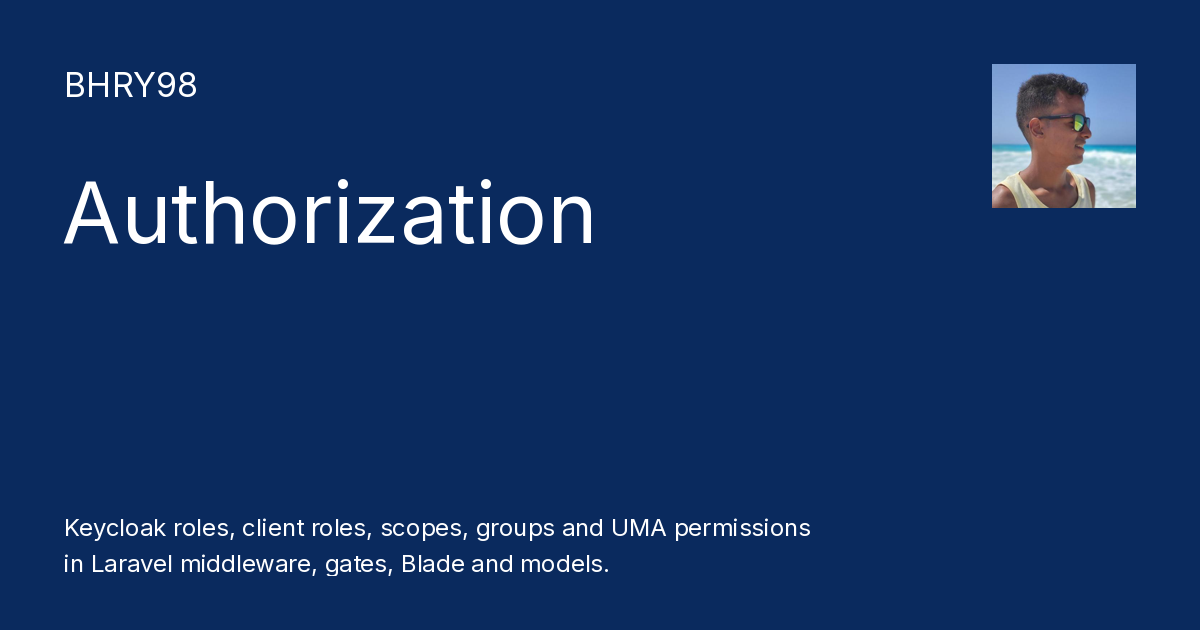 BHRY98
Authorization
Keycloak roles, client roles, scopes, groups and UMA permissions
in Laravel middleware, gates, Blade and models.